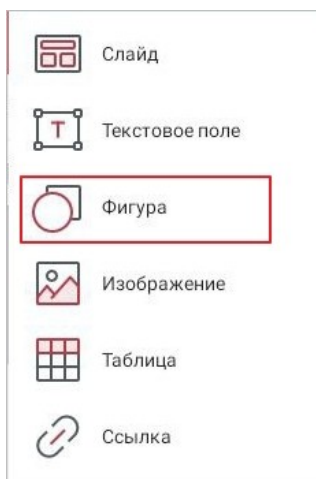 Слайд
Текстовое поле
Фигура
Изображение
Таблица
Ссылка